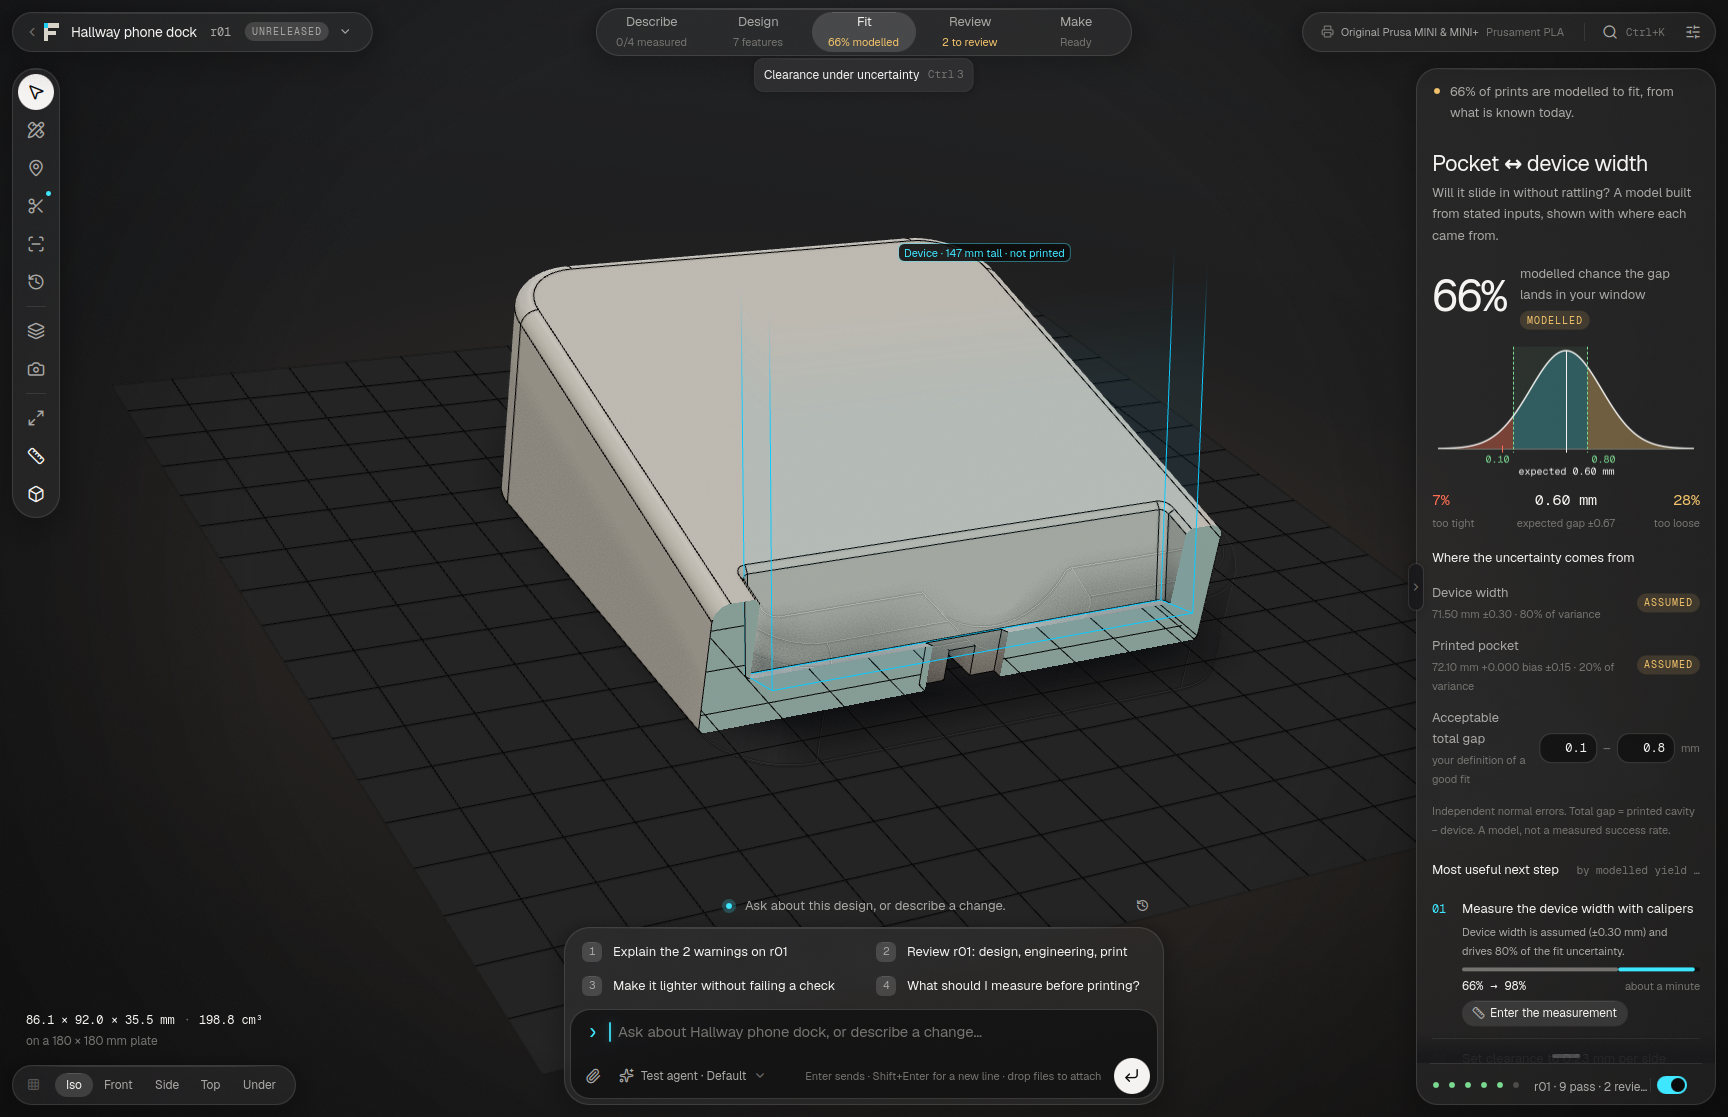 Hallway phone dock r01 UNRELEASED
Describe
0/4 measured
Design
7 features
Fit
66% modelled
Review
2 to review
Make
Ready
Original Prusa MINI & MINI+ Prusament PLA
Ctrl+K
Clearance under uncertainty Ctrl 3
Device · 147 mm tall · not printed
66% of prints are modelled to fit, from
what is known today.
Pocket ↔ device width
Will it slide in without rattling? A model built
from stated inputs, shown with where each
came from.
66%
modelled chance the gap
lands in your window
MODELLED
0.10
0.80
expected 0.60 mm
7%
too tight
0.60 mm
expected gap ±0.67
28%
too loose
Where the uncertainty comes from
Device width
71.50 mm ±0.30 · 80% of variance
ASSUMED
Printed pocket
72.10 mm +0.000 bias ±0.15 · 20% of
variance
ASSUMED
Acceptable
total gap
your definition of a
good fit
0.1 – 0.8 mm
Independent normal errors. Total gap = printed cavity
− device. A model, not a measured success rate.
Most useful next step by modelled yield …
01 Measure the device width with calipers
Device width is assumed (±0.30 mm) and
drives 80% of the fit uncertainty.
66% → 98% about a minute
Enter the measurement
r01 · 9 pass · 2 revie…
Ask about this design, or describe a change.
1 Explain the 2 warnings on r01
2 Review r01: design, engineering, print
3 Make it lighter without failing a check
4 What should I measure before printing?
Ask about Hallway phone dock, or describe a change…
Test agent · Default
Enter sends · Shift+Enter for a new line · drop files to attach
86.1 × 92.0 × 35.5 mm · 198.8 cm³
on a 180 × 180 mm plate
Iso Front Side Top Under